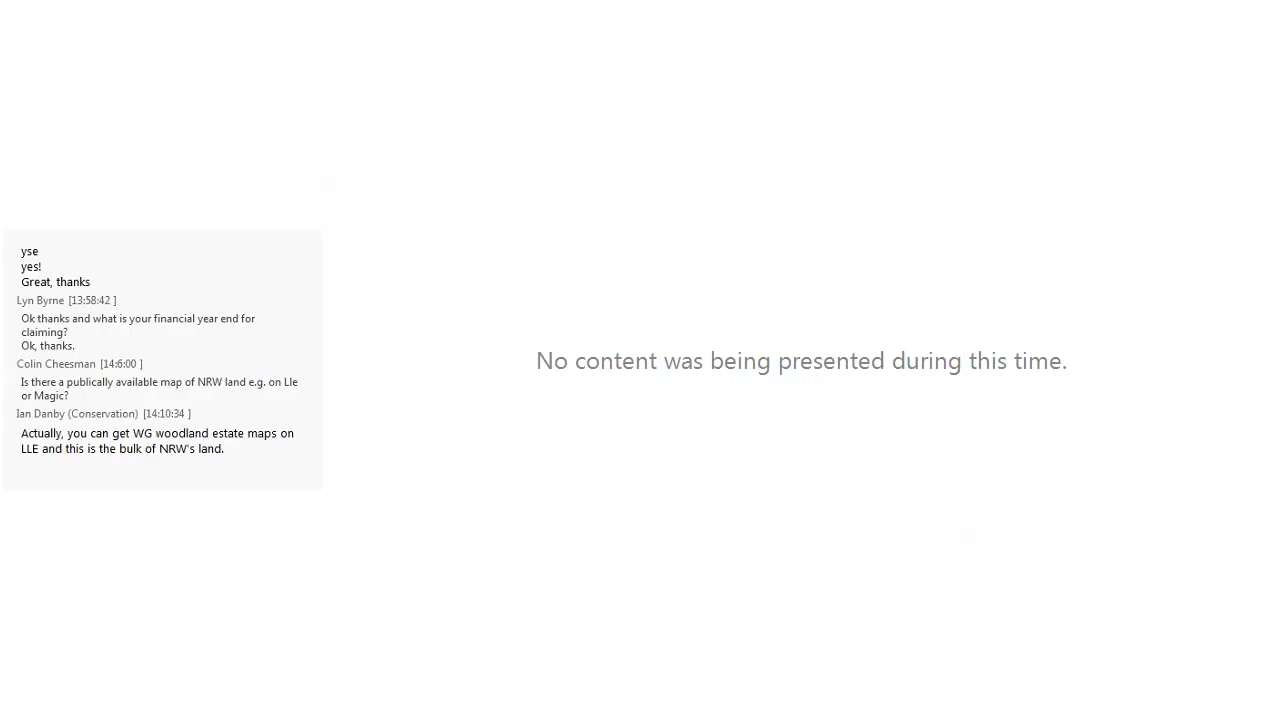 yse
yes!
Great, thanks
Lyn Byrne [13:58:42 ]
Ok thanks and what is your financial year end for
claiming?
Ok, thanks.
Colin Cheesman [14:6:00 ]
Is there a publically available map of NRW land e.g. on Lle
or Magic?
Ian Danby (Conservation) [14:10:34 ]
Actually, you can get WG woodland estate maps on
LLE and this is the bulk of NRW's land.
No content was being presented during this time.